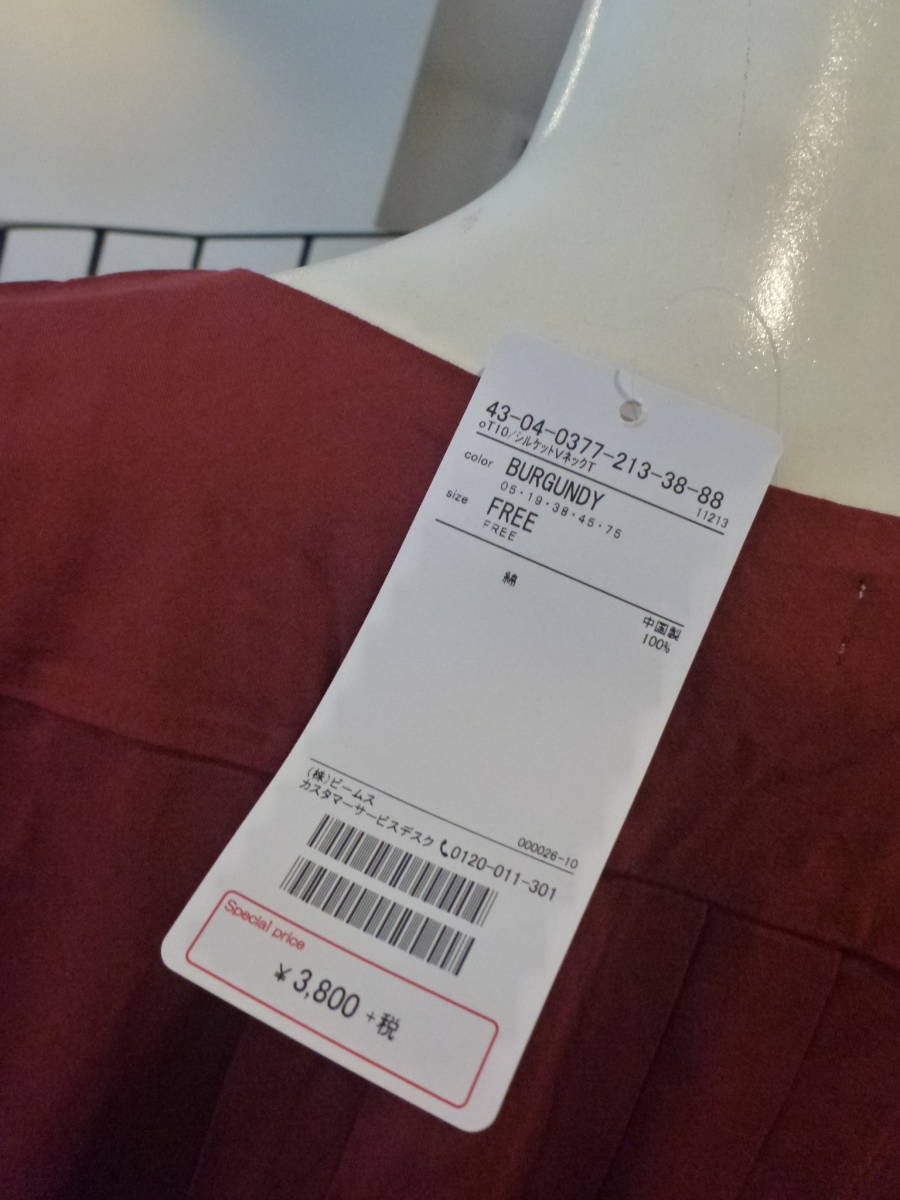 43-04-0377-213-38-88
oT10/シルケットVネックT 11213
color BURGUNDY
05・19・38・45・75
size FREE
FREE
中国製
綿 100%
(株)ビームス 000026-10
カスタマーサービスデスク 0120-011-301
Special price
¥3,800 +税